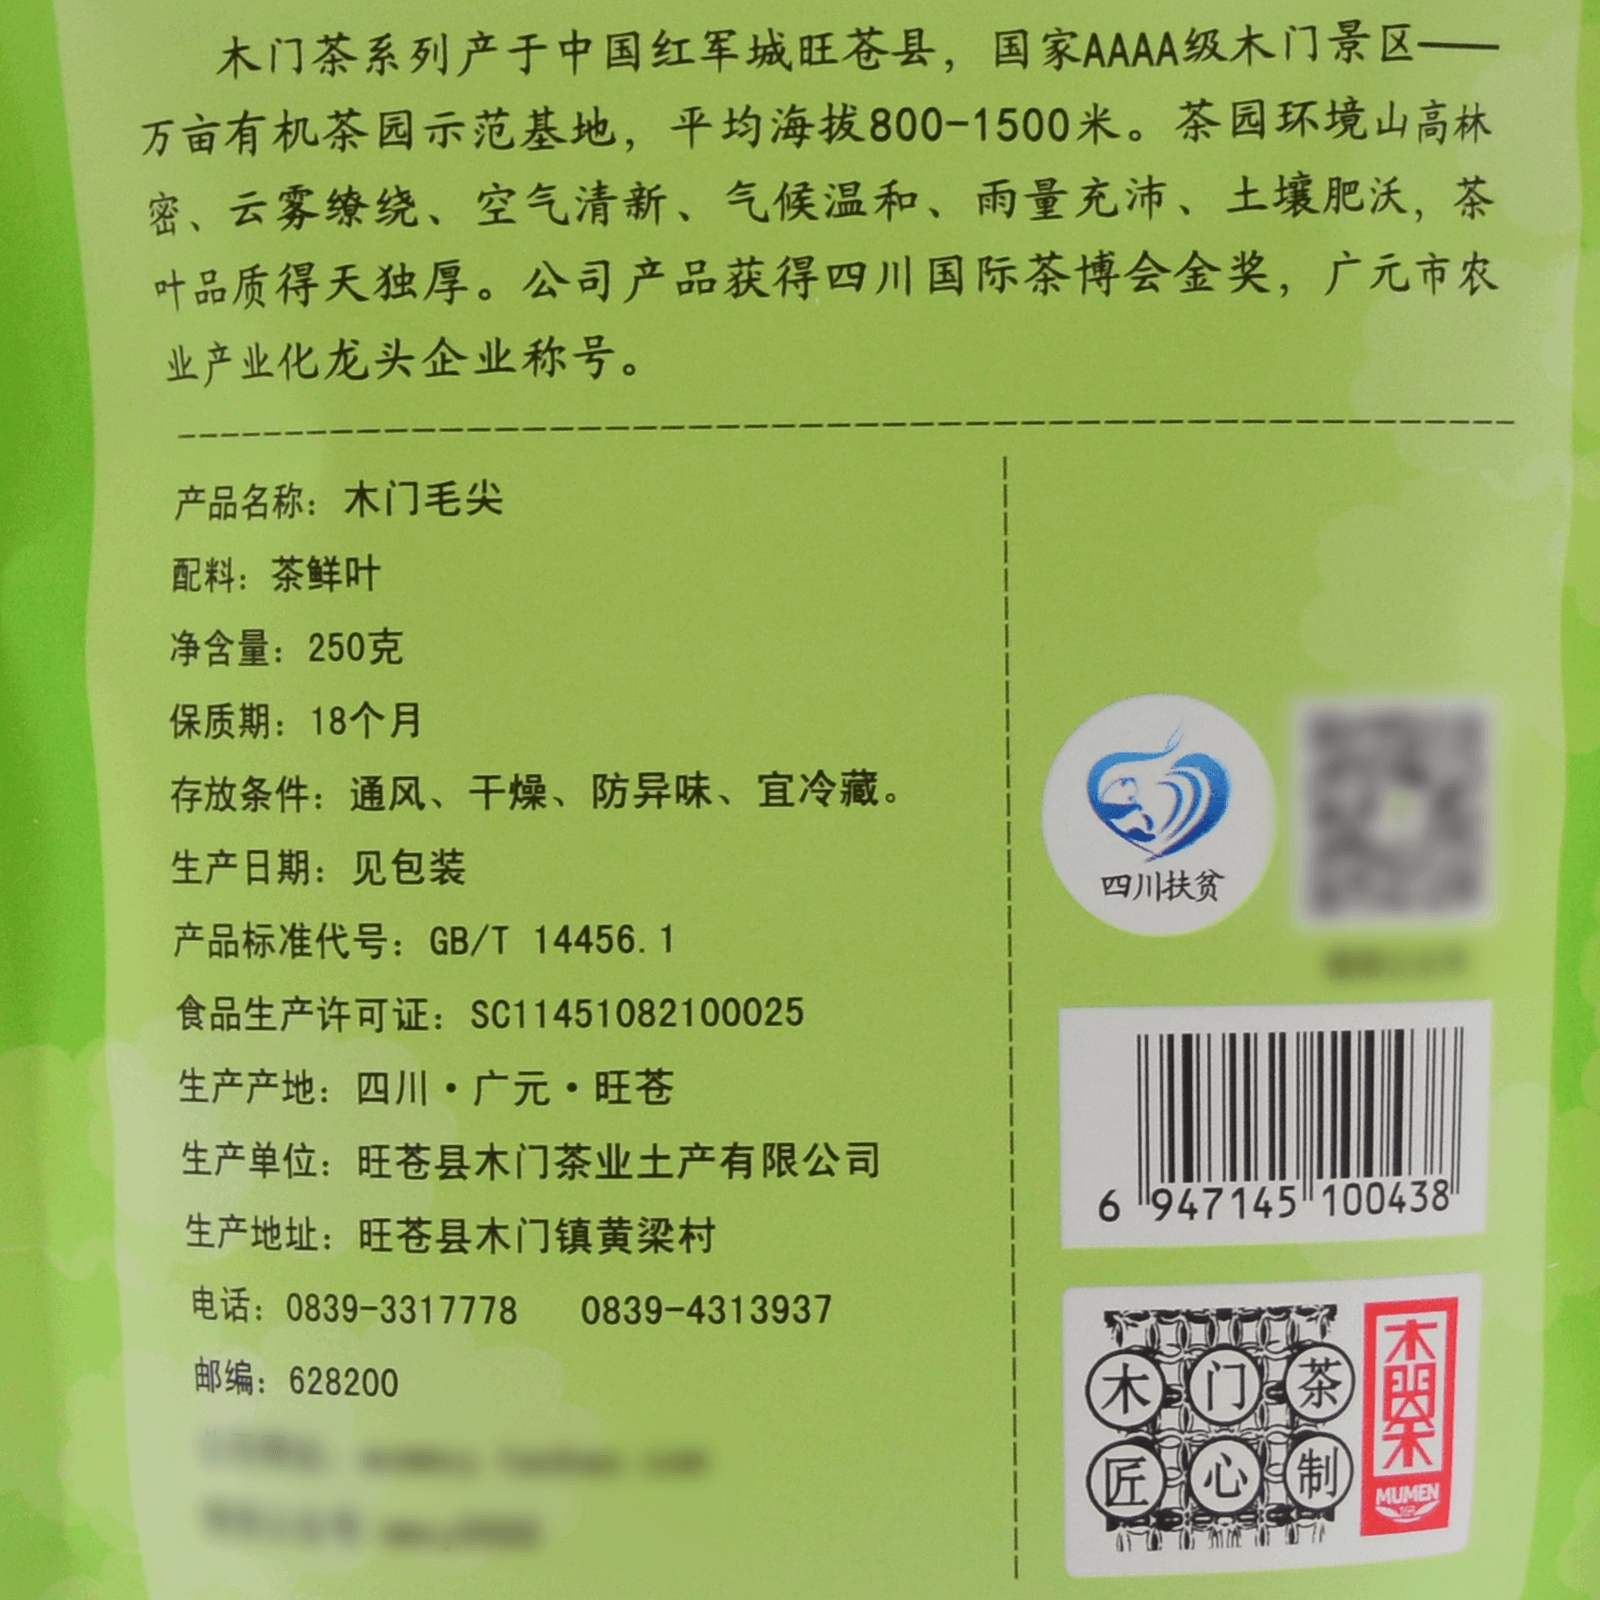 木门茶系列产于中国红军城旺苍县，国家AAAA级木门景区——
万亩有机茶园示范基地，平均海拔800-1500米。茶园环境山高林
密、云雾缭绕、空气清新、气候温和、雨量充沛、土壤肥沃，茶
叶品质得天独厚。公司产品获得四川国际茶博会金奖，广元市农
业产业化龙头企业称号。
产品名称：木门毛尖
配料：茶鲜叶
净含量：250克
保质期：18个月
存放条件：通风、干燥、防异味、宜冷藏。
生产日期：见包装
产品标准代号：GB/T 14456.1
食品生产许可证：SC11451082100025
生产产地：四川·广元·旺苍
生产单位：旺苍县木门茶业土产有限公司
生产地址：旺苍县木门镇黄梁村
电话：0839-3317778 0839-4313937
邮编：628200
四川扶贫
6 947145 100438
木门茶
匠心制
木門茶
MUMEN